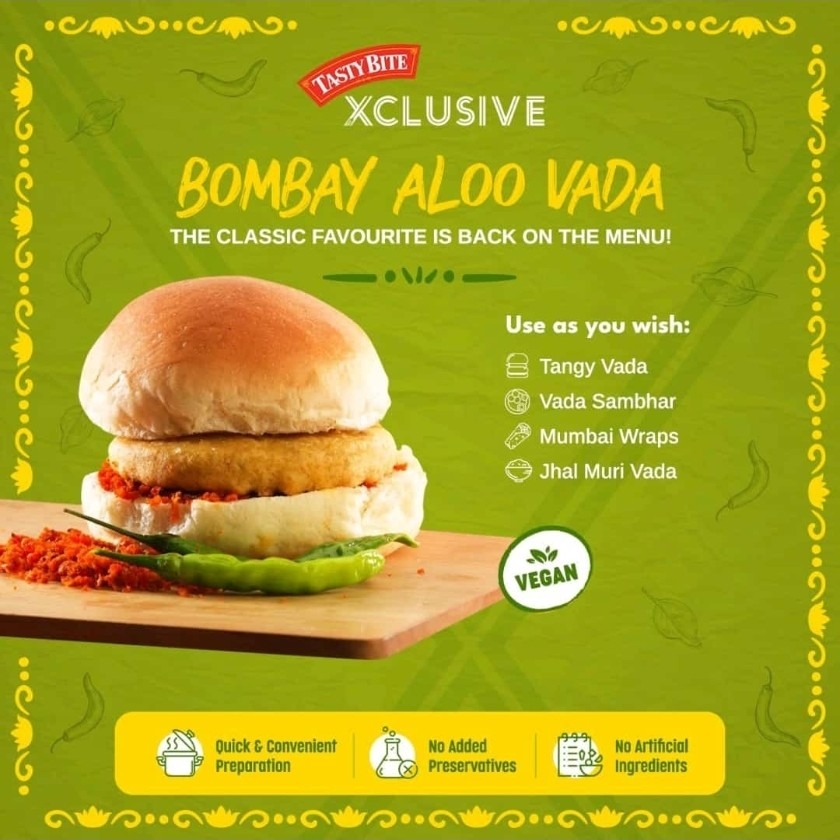 TASTY BITE
XCLUSIVE
BOMBAY ALOO VADA
THE CLASSIC FAVOURITE IS BACK ON THE MENU!
Use as you wish:
Tangy Vada
Vada Sambhar
Mumbai Wraps
Jhal Muri Vada
VEGAN
Quick & Convenient
Preparation
No Added
Preservatives
No Artificial
Ingredients